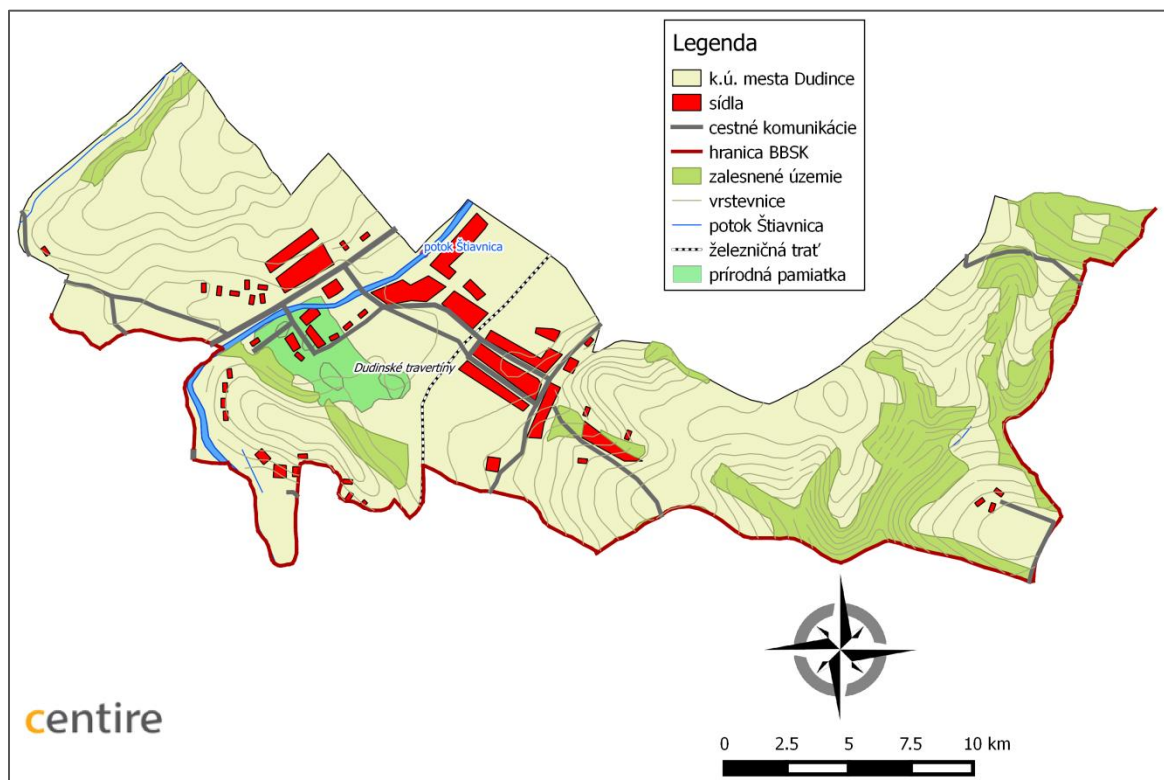 Legenda
k.ú. mesta Dudince
sídla
cestné komunikácie
hranica BBSK
zalesnené územie
vrstevnice
potok Štiavnica
železničná trať
prírodná pamiatka
potok Štiavnica
Dudinské travertíny
centire
0 2.5 5 7.5 10 km